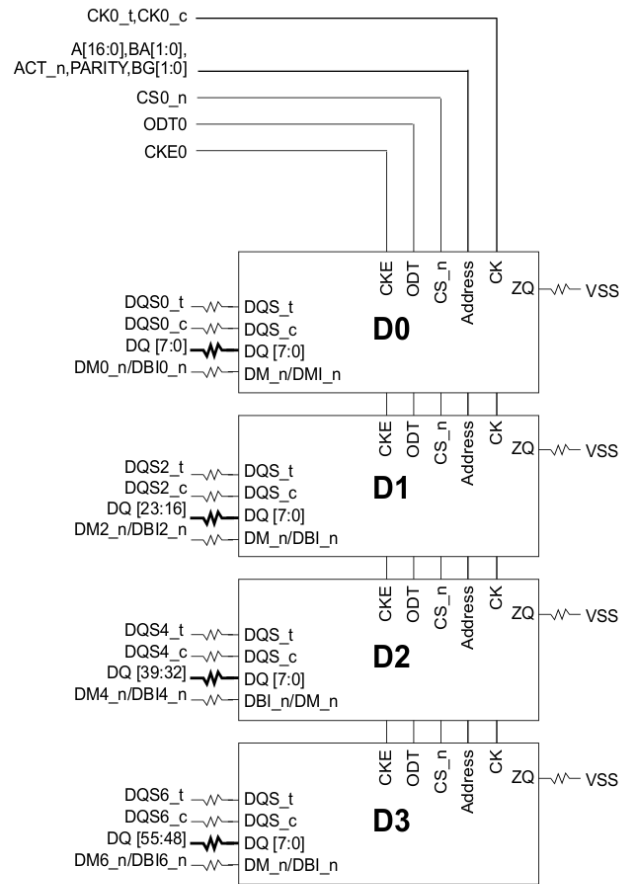 CK0_t,CK0_c
A[16:0],BA[1:0],
ACT_n,PARITY,BG[1:0]
CS0_n
ODT0
CKE0
CKE
ODT
CS_n
Address
CK
ZQ
VSS
DQS0_t
DQS_t
DQS0_c
DQS_c
D0
DQ [7:0]
DQ [7:0]
DM0_n/DBI0_n
DM_n/DMI_n
CKE
ODT
CS_n
Address
CK
ZQ
VSS
DQS2_t
DQS_t
DQS2_c
DQS_c
D1
DQ [23:16]
DQ [7:0]
DM2_n/DBI2_n
DM_n/DBI_n
CKE
ODT
CS_n
Address
CK
ZQ
VSS
DQS4_t
DQS_t
DQS4_c
DQS_c
D2
DQ [39:32]
DQ [7:0]
DM4_n/DBI4_n
DBI_n/DM_n
CKE
ODT
CS_n
Address
CK
ZQ
VSS
DQS6_t
DQS_t
DQS6_c
DQS_c
D3
DQ [55:48]
DQ [7:0]
DM6_n/DBI6_n
DM_n/DBI_n